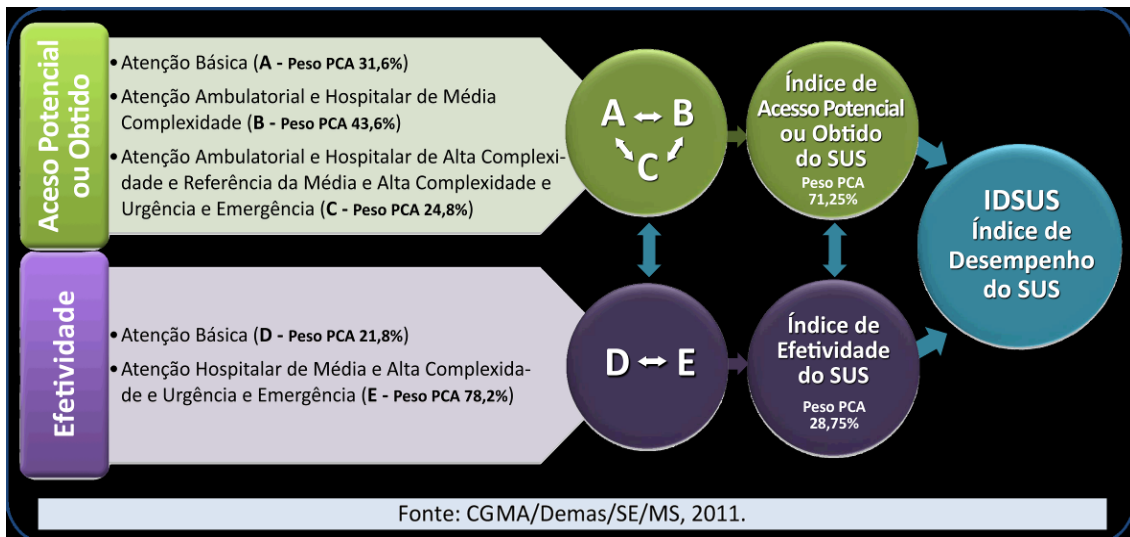 Aceso Potencial
ou Obtido
• Atenção Básica (A - Peso PCA 31,6%)
• Atenção Ambulatorial e Hospitalar de Média
Complexidade (B - Peso PCA 43,6%)
• Atenção Ambulatorial e Hospitalar de Alta Complexi-
dade e Referência da Média e Alta Complexidade e
Urgência e Emergência (C - Peso PCA 24,8%)
A B
C
Índice de
Acesso Potencial
ou Obtido
do SUS
Peso PCA
71,25%
Efetividade
• Atenção Básica (D - Peso PCA 21,8%)
• Atenção Hospitalar de Média e Alta Complexida-
de e Urgência e Emergência (E - Peso PCA 78,2%)
D E
Índice de
Efetividade
do SUS
Peso PCA
28,75%
IDSUS
Índice de
Desempenho
do SUS
Fonte: CGMA/Demas/SE/MS, 2011.